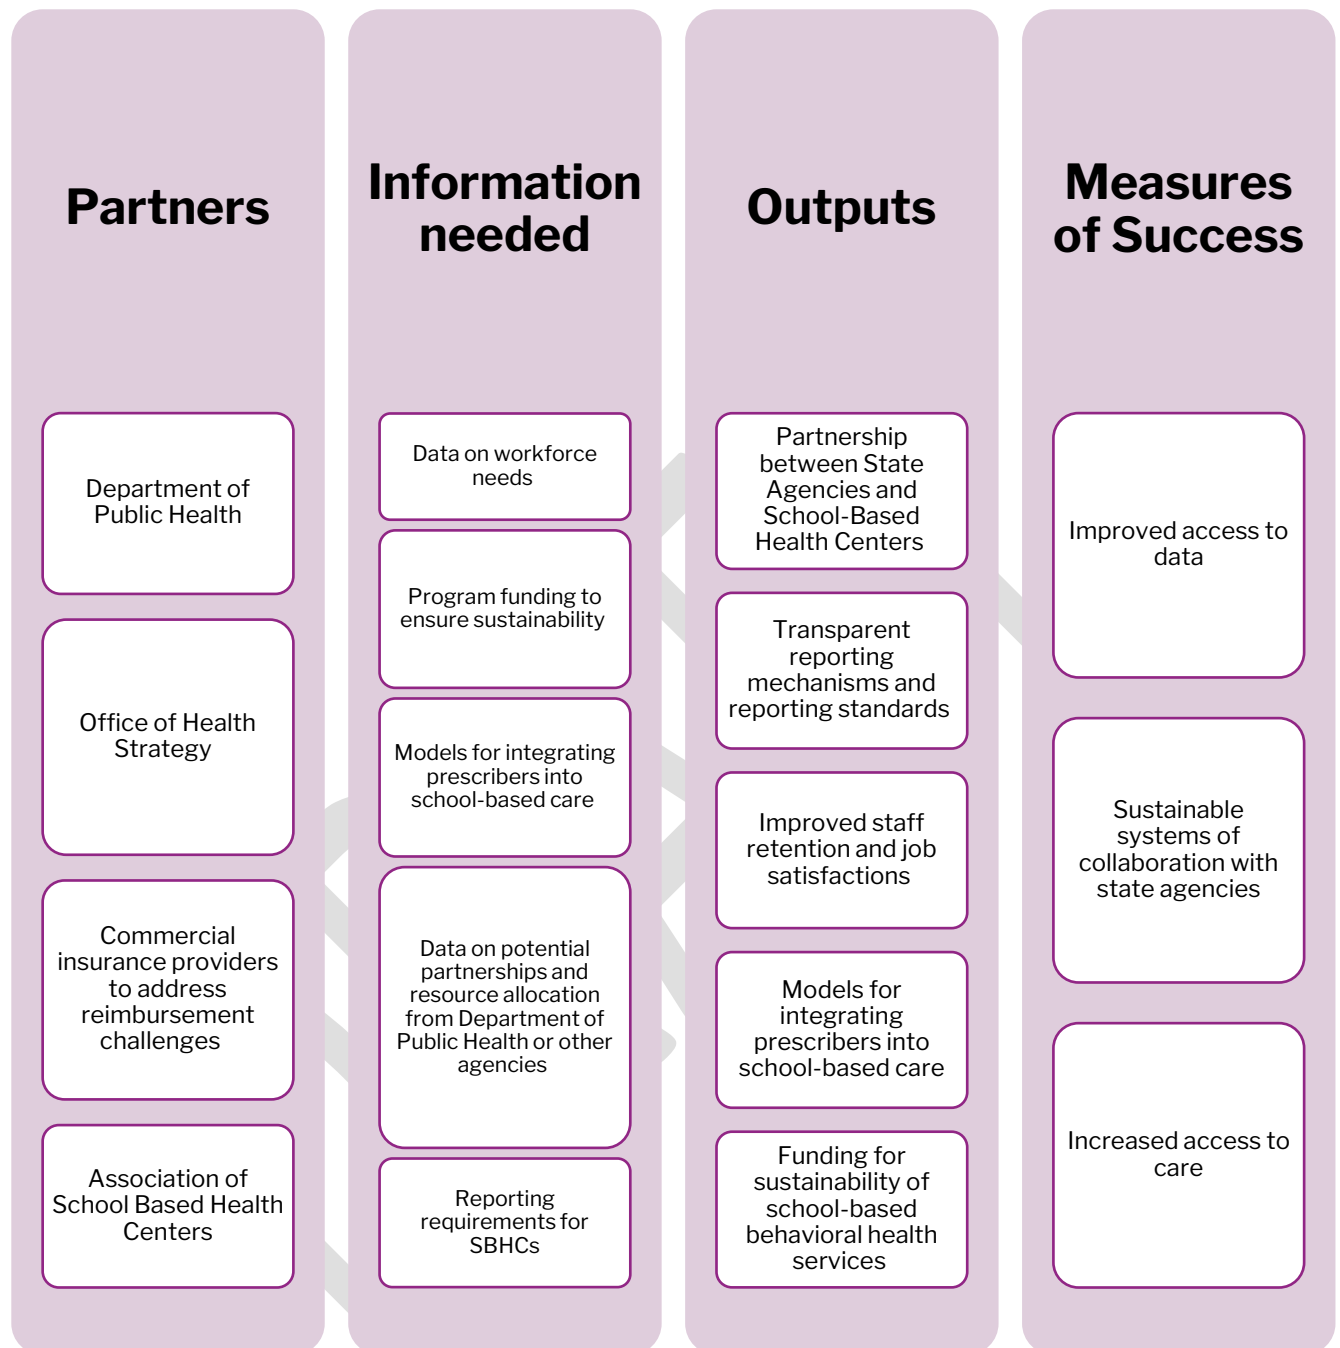 Partners
Department of
Public Health
Office of Health
Strategy
Commercial
insurance providers
to address
reimbursement
challenges
Association of
School Based Health
Centers
Information
needed
Data on workforce
needs
Program funding to
ensure sustainability
Models for integrating
prescribers into
school-based care
Data on potential
partnerships and
resource allocation
from Department of
Public Health or other
agencies
Reporting
requirements for
SBHCs
Outputs
Partnership
between State
Agencies and
School-Based
Health Centers
Transparent
reporting
mechanisms and
reporting standards
Improved staff
retention and job
satisfactions
Models for
integrating
prescribers into
school-based care
Funding for
sustainability of
school-based
behavioral health
services
Measures
of Success
Improved access to
data
Sustainable
systems of
collaboration with
state agencies
Increased access to
care